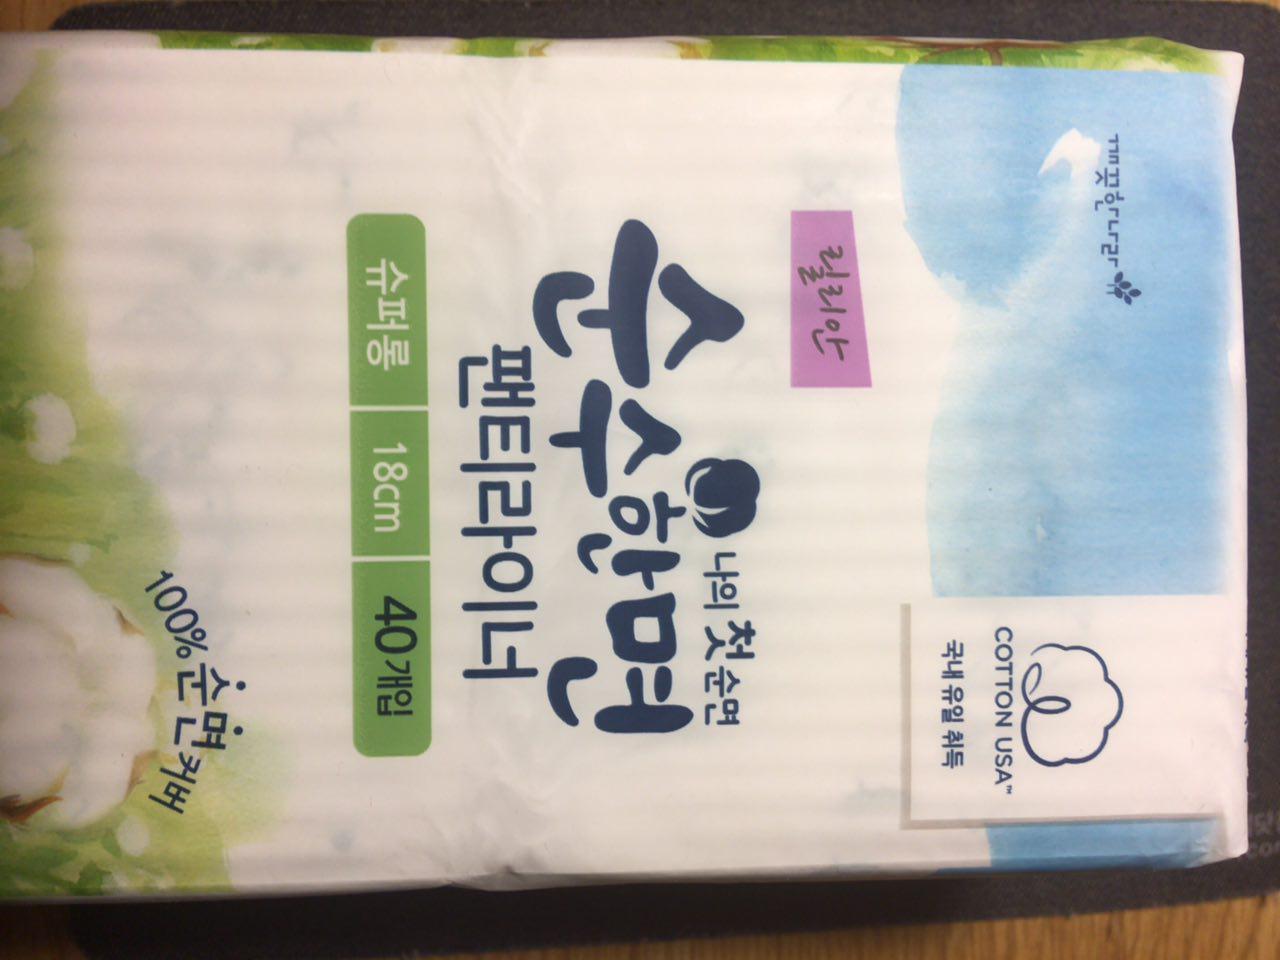 깨끗한나라
COTTON USA™
국내 유일 취득
릴리안
나의 첫 순면
순수한면
팬티라이너
슈퍼롱 18cm 40개입
100% 순면커버